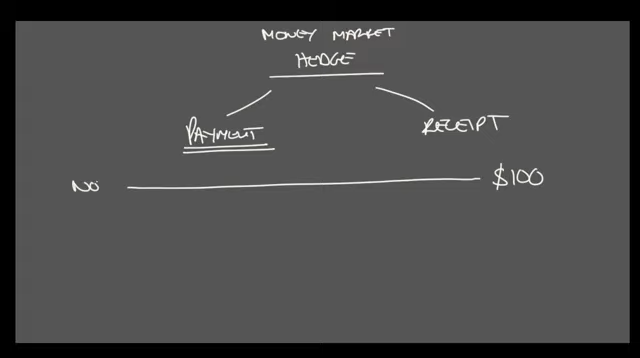 MONEY MARKET
HEDGE
PAYMENT RECEIPT
NO $100